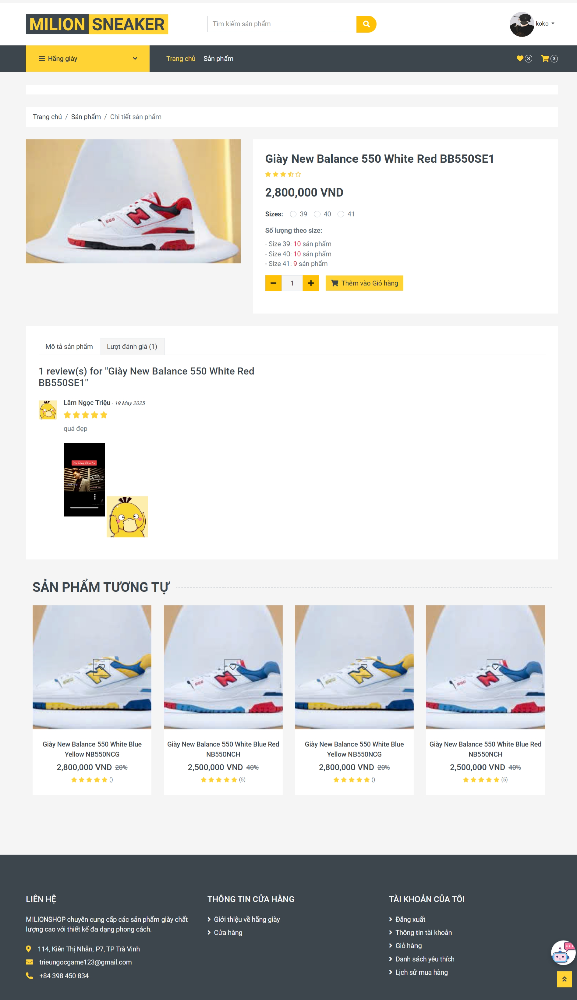 MILION SNEAKER
Tìm kiếm sản phẩm
koko
Hãng giày
Trang chủ
Sản phẩm
3
3
Trang chủ / Sản phẩm / Chi tiết sản phẩm
Giày New Balance 550 White Red BB550SE1
2,800,000 VND
Sizes: 39 40 41
Số lượng theo size:
- Size 39: 10 sản phẩm
- Size 40: 10 sản phẩm
- Size 41: 9 sản phẩm
1
Thêm vào Giỏ hàng
Mô tả sản phẩm
Lượt đánh giá (1)
1 review(s) for "Giày New Balance 550 White Red
BB550SE1"
Lâm Ngọc Triệu - 19 May 2025
quá đẹp
SẢN PHẨM TƯƠNG TỰ
Giày New Balance 550 White Blue
Yellow NB550NCG
2,800,000 VND 20%
()
Giày New Balance 550 White Blue Red
NB550NCH
2,500,000 VND 40%
(5)
Giày New Balance 550 White Blue
Yellow NB550NCG
2,800,000 VND 20%
()
Giày New Balance 550 White Blue Red
NB550NCH
2,500,000 VND 40%
(5)
LIÊN HỆ
MILIONSHOP chuyên cung cấp các sản phẩm giày chất
lượng cao với thiết kế đa dạng phong cách.
114, Kiên Thị Nhẫn, P7, TP Trà Vinh
trieungocgame123@gmail.com
+84 398 450 834
THÔNG TIN CỬA HÀNG
Giới thiệu về hãng giày
Cửa hàng
TÀI KHOẢN CỦA TÔI
Đăng xuất
Thông tin tài khoản
Giỏ hàng
Danh sách yêu thích
Lịch sử mua hàng